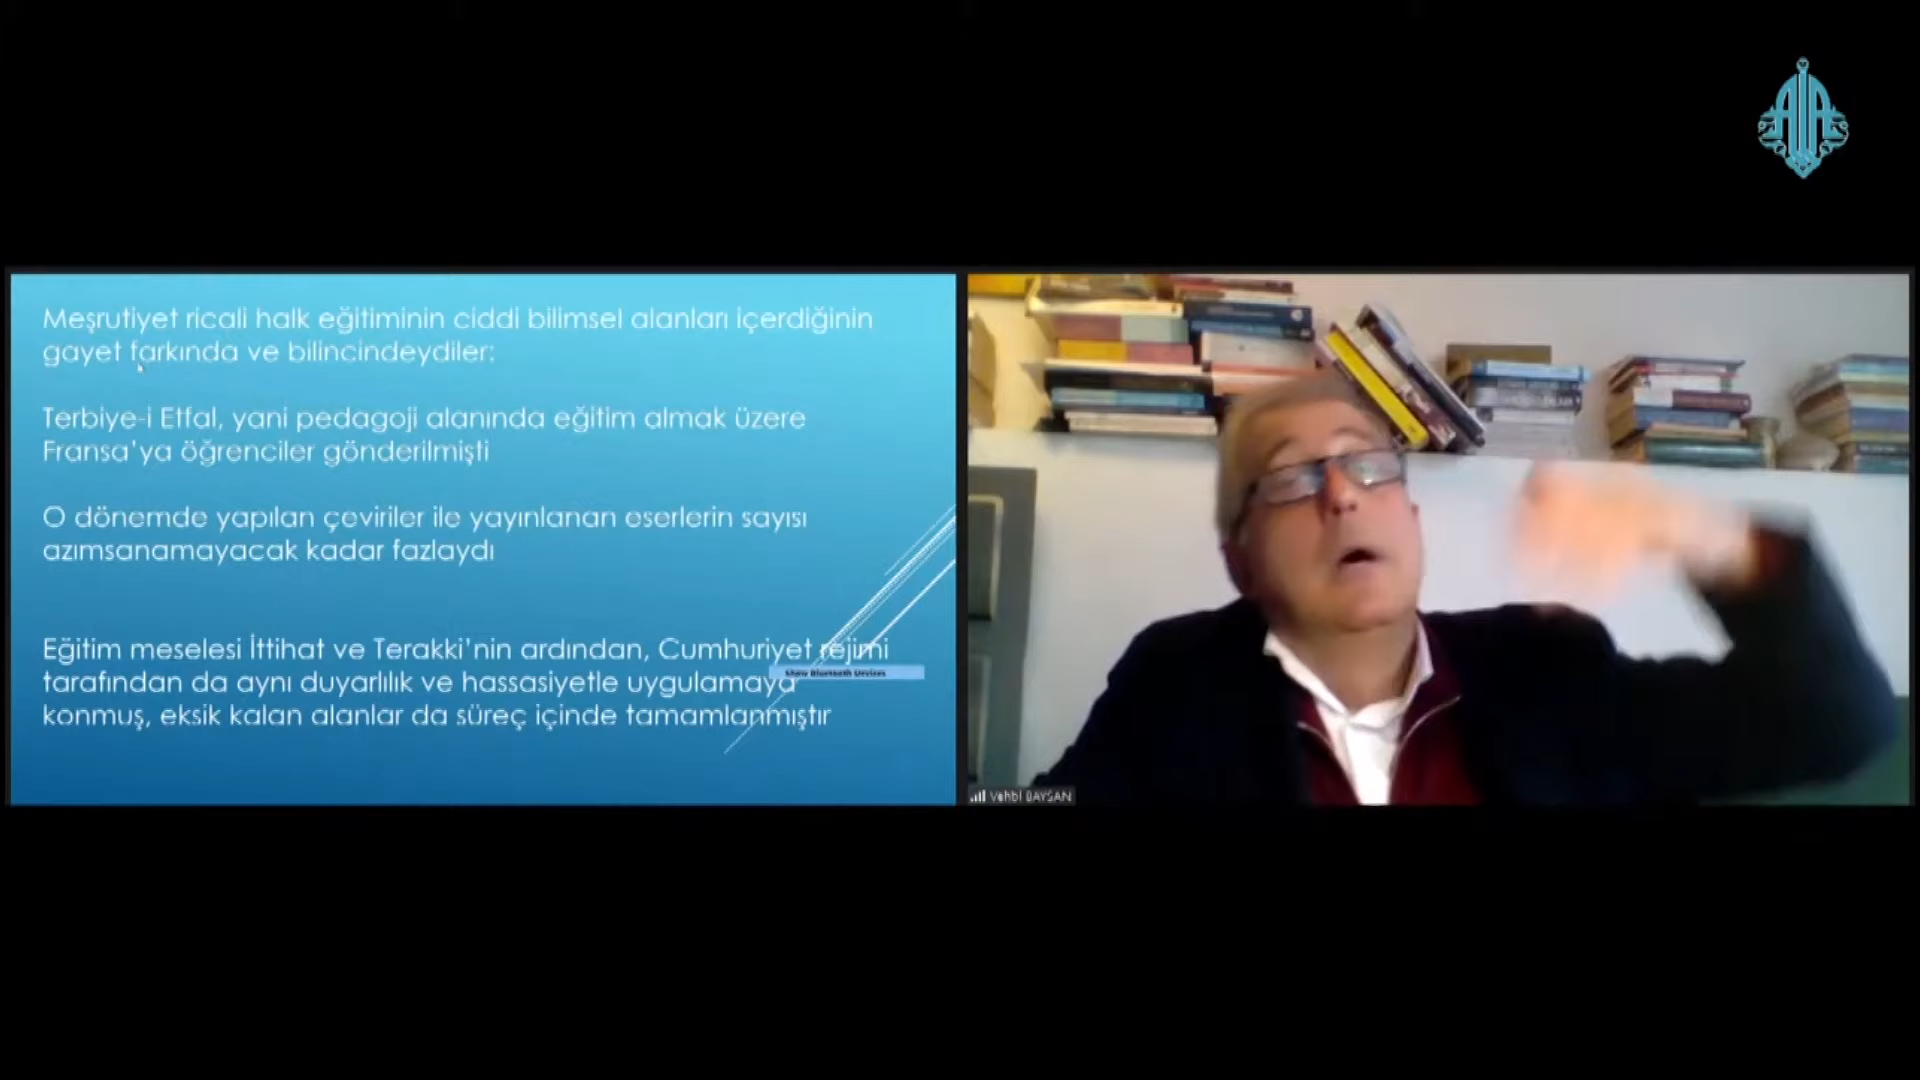 Meşrutiyet ricali halk eğitiminin ciddi bilimsel alanları içerdiğinin
gayet farkında ve bilincindeydiler:
Terbiye-i Etfal, yani pedagoji alanında eğitim almak üzere
Fransa'ya öğrenciler gönderilmişti
O dönemde yapılan çeviriler ile yayınlanan eserlerin sayısı
azımsanamayacak kadar fazlaydı
Eğitim meselesi İttihat ve Terakki'nin ardından, Cumhuriyet rejimi
tarafından da aynı duyarlılık ve hassasiyetle uygulamaya
konmuş, eksik kalan alanlar da süreç içinde tamamlanmıştır
Show Bluetooth Devices
Vehbi BAYSAN